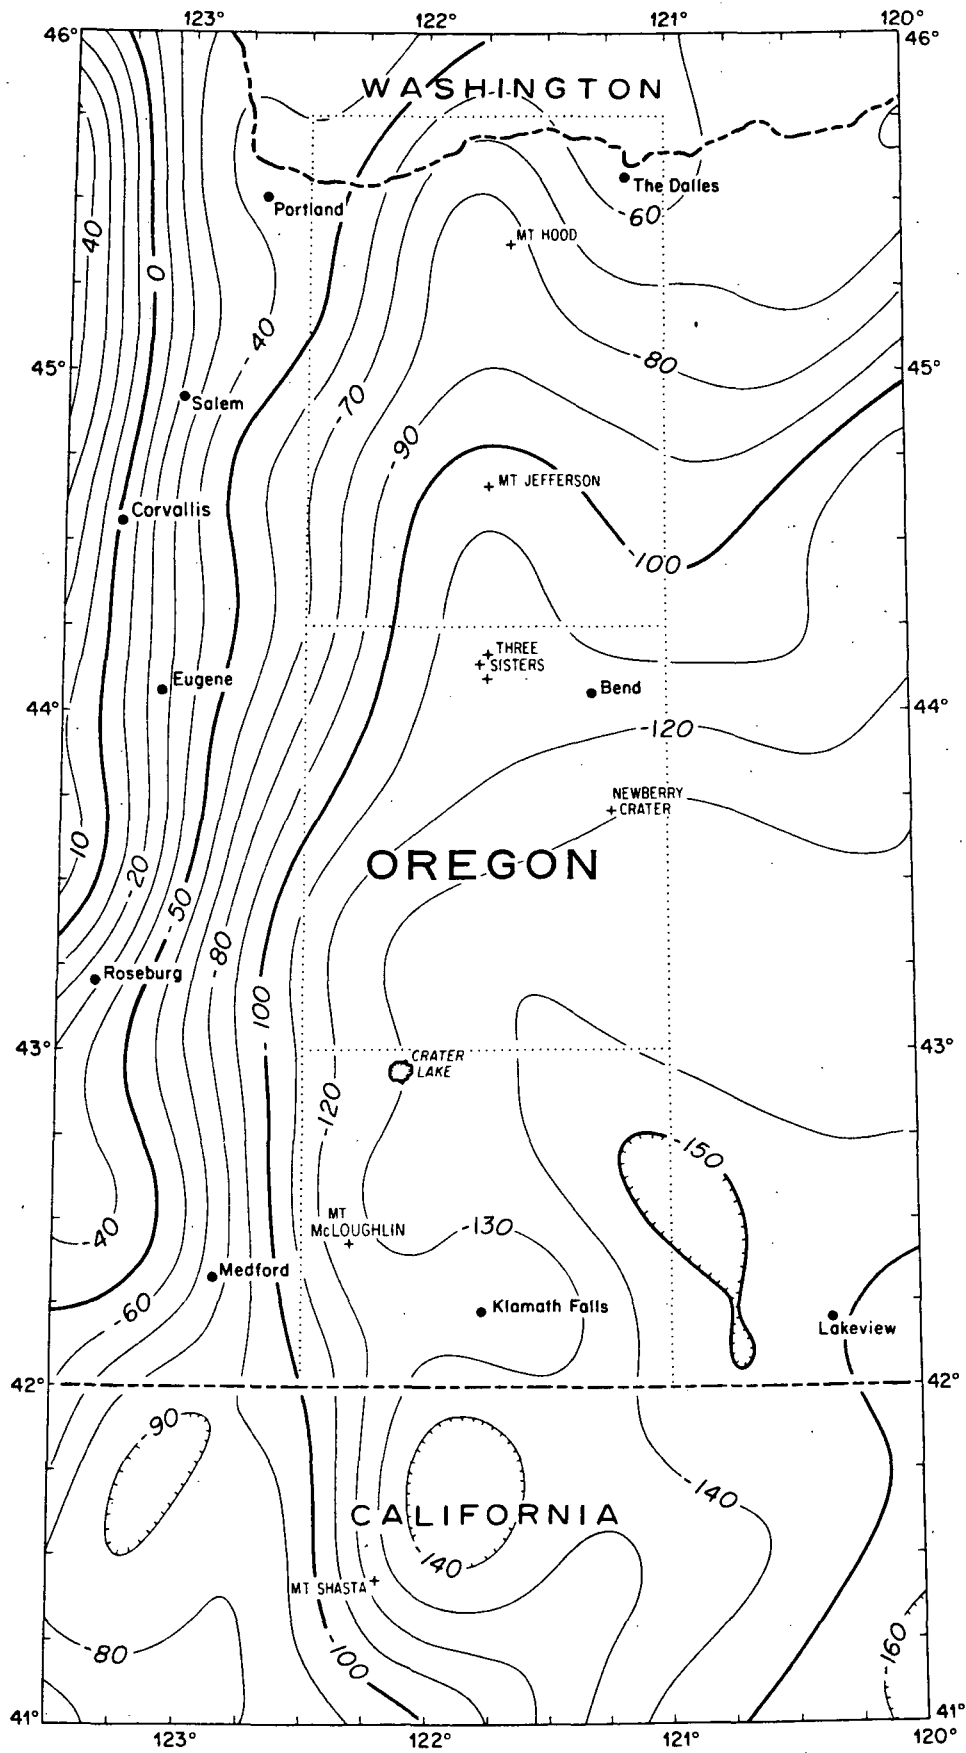 123° 122° 121° 120°
46° 46°
WASHINGTON
The Dalles
Portland
-60
40
MT HOOD
0
-40
-80
45° 45°
-70
Salem
-90
MT JEFFERSON
Corvallis
-100
THREE
SISTERS
Eugene
Bend
44° 44°
-120
NEWBERRY
CRATER
10
OREGON
-20
-50
-80
Roseburg
100
43° 43°
CRATER
LAKE
-120
-150
MT
McLOUGHLIN
-130
-40
Medford
-60
Klamath Falls
Lakeview
42° 42°
-90
-140
CALIFORNIA
-140
MT SHASTA
-160
-80
-100
41° 41°
123° 122° 121° 120°